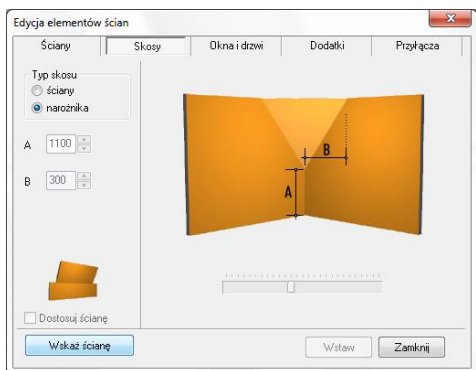 Edycja elementów ścian
Ściany Skosy Okna i drzwi Dodatki Przyłącza
Typ skosu
ściany
narożnika
A 1100
B 300
B
A
Dostosuj ścianę
Wskaż ścianę Wstaw Zamknij